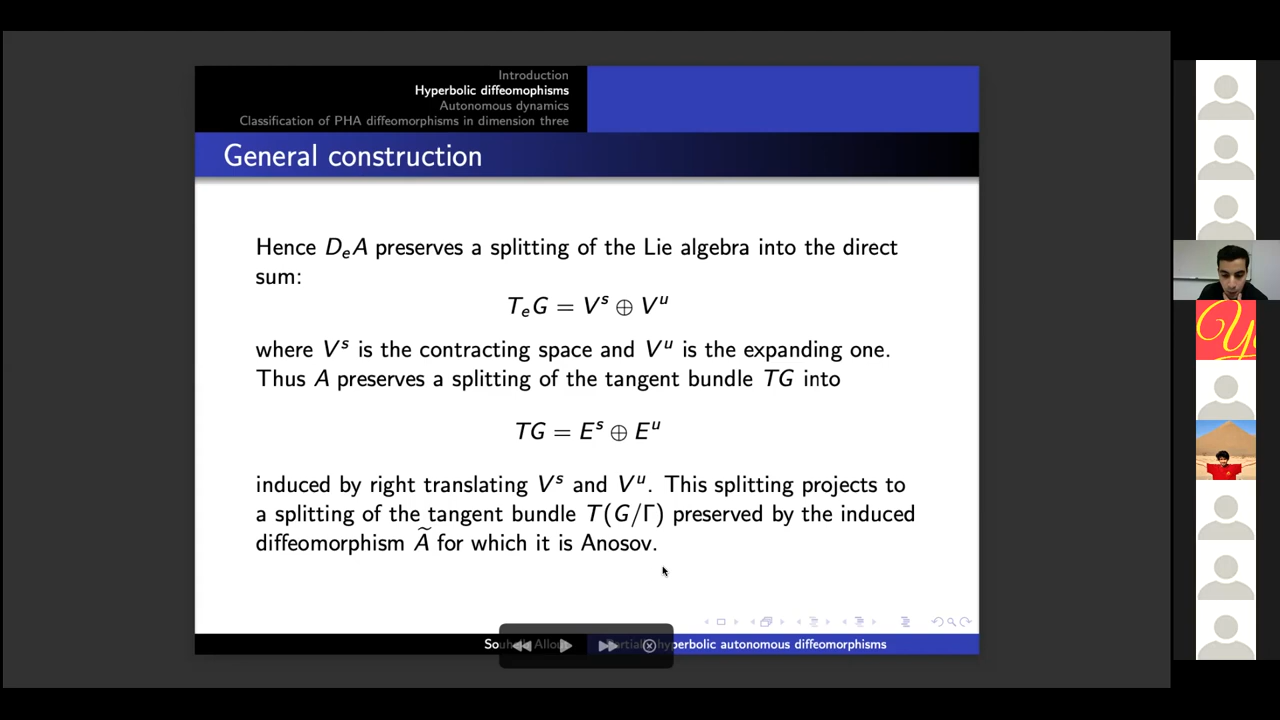 Introduction
Hyperbolic diffeomophisms
Autonomous dynamics
Classification of PHA diffeomorphisms in dimension three
General construction
Hence DₑA preserves a splitting of the Lie algebra into the direct
sum:
TₑG = Vˢ ⊕ Vᵘ
where Vˢ is the contracting space and Vᵘ is the expanding one.
Thus A preserves a splitting of the tangent bundle TG into
TG = Eˢ ⊕ Eᵘ
induced by right translating Vˢ and Vᵘ. This splitting projects to
a splitting of the tangent bundle T(G/Γ) preserved by the induced
diffeomorphism Ã for which it is Anosov.
hyperbolic autonomous diffeomorphisms